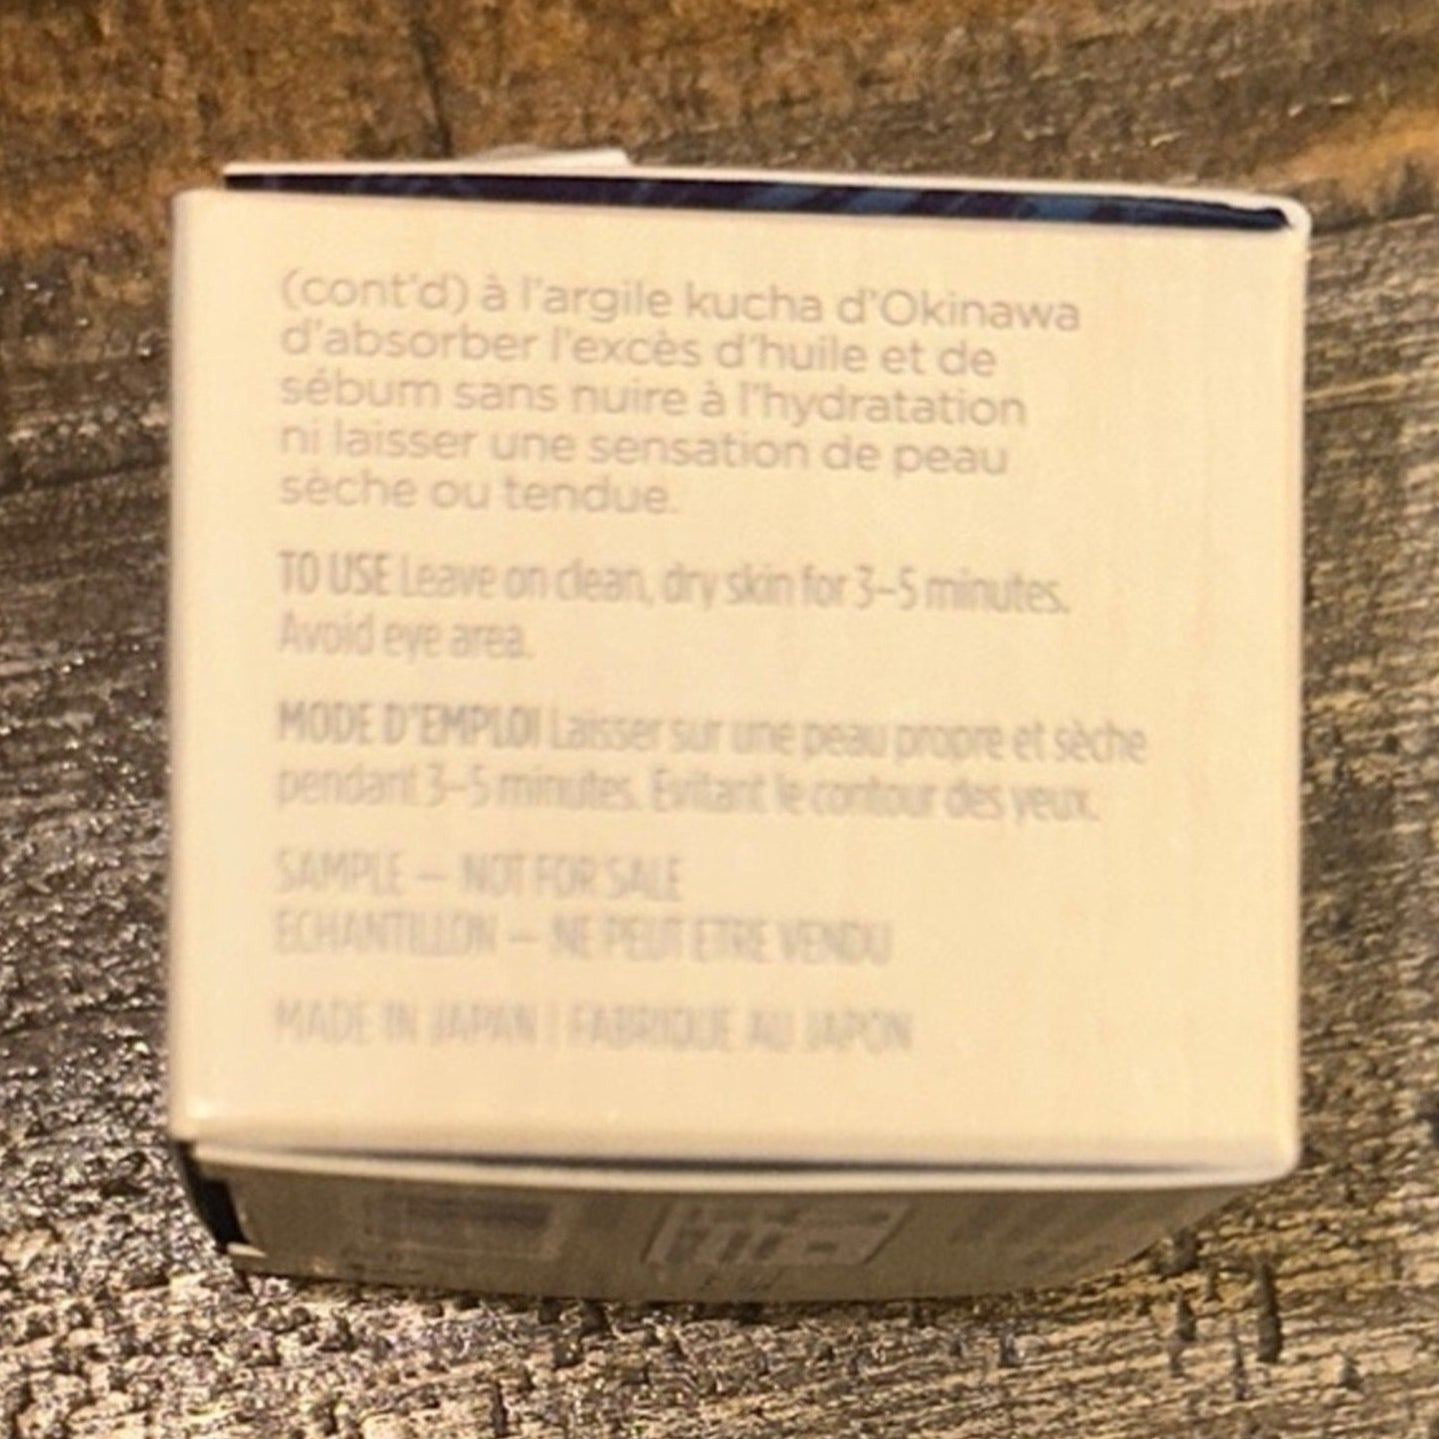 (cont'd) à l'argile kucha d'Okinawa
d'absorber l'excès d'huile et de
sébum sans nuire à l'hydratation
ni laisser une sensation de peau
sèche ou tendue.
TO USE Leave on clean, dry skin for 3–5 minutes.
Avoid eye area.
MODE D'EMPLOI Laisser sur une peau propre et sèche
pendant 3–5 minutes. Evitant le contour des yeux.
SAMPLE — NOT FOR SALE
ECHANTILLON — NE PEUT ETRE VENDU
MADE IN JAPAN | FABRIQUE AU JAPON